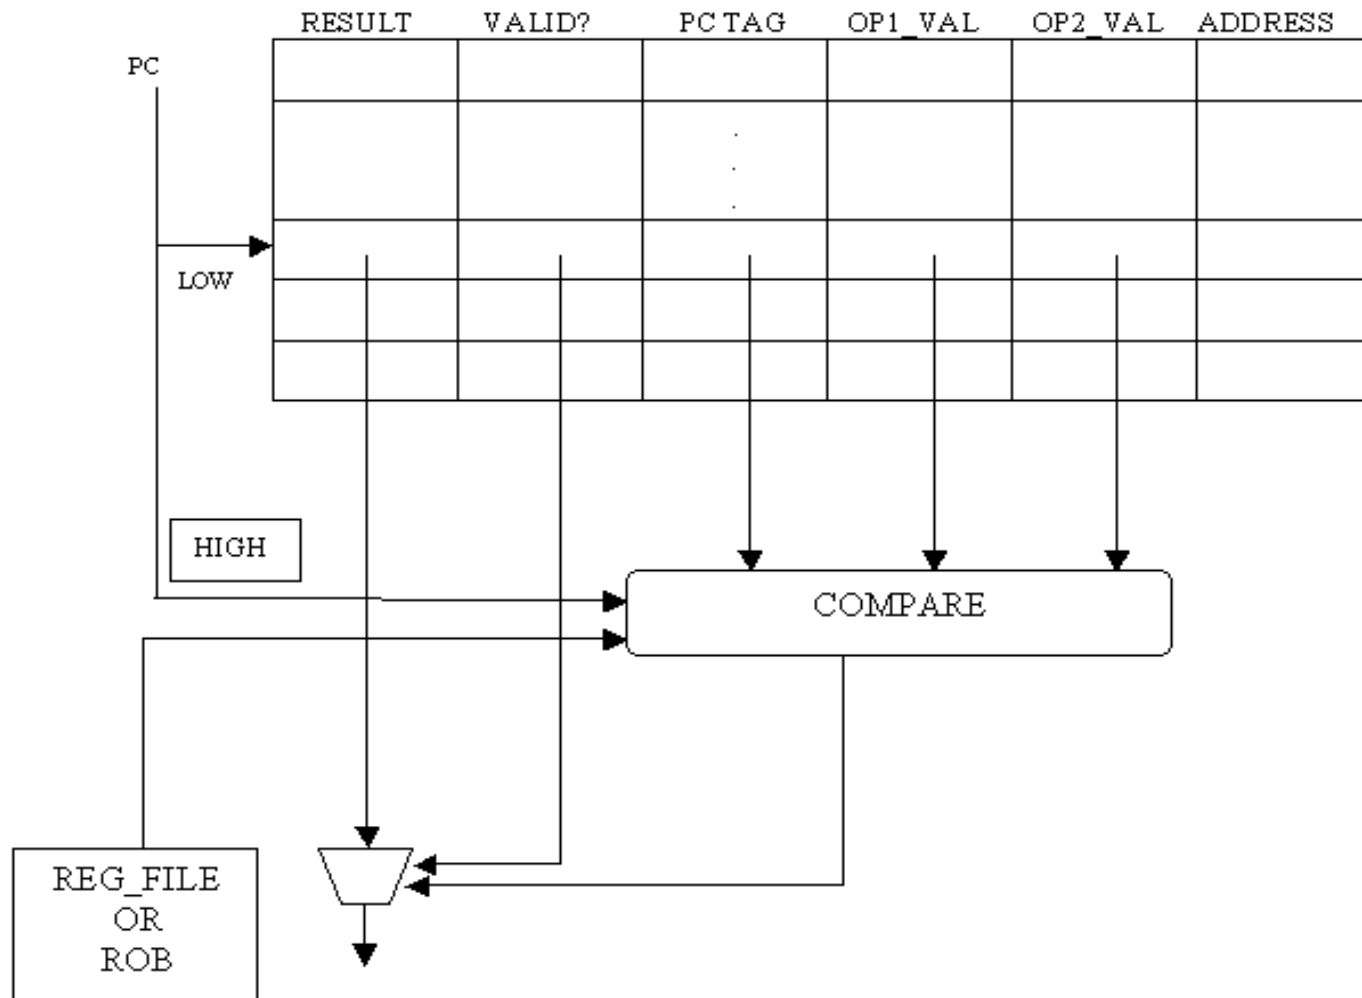 RESULT VALID? PC TAG OP1_VAL OP2_VAL ADDRESS
PC
LOW
HIGH
COMPARE
REG_FILE
OR
ROB